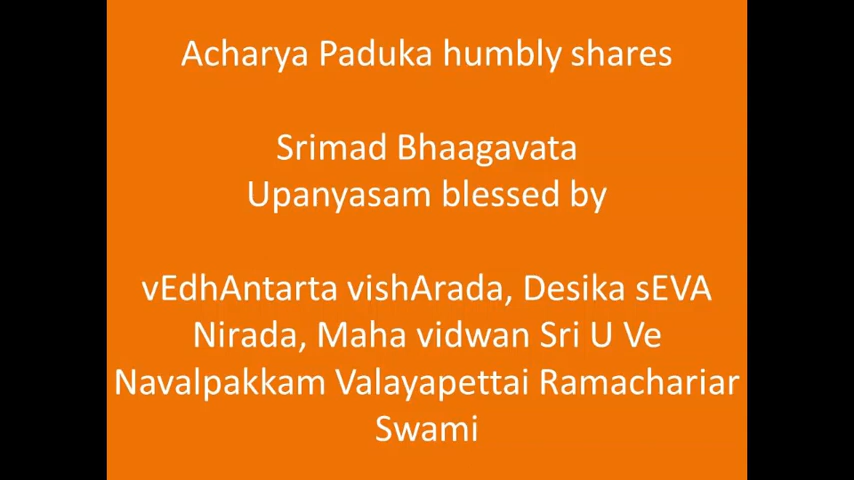 Acharya Paduka humbly shares
Srimad Bhaagavata
Upanyasam blessed by
vEdhAntarta vishArada, Desika sEVA
Nirada, Maha vidwan Sri U Ve
Navalpakkam Valayapettai Ramachariar
Swami